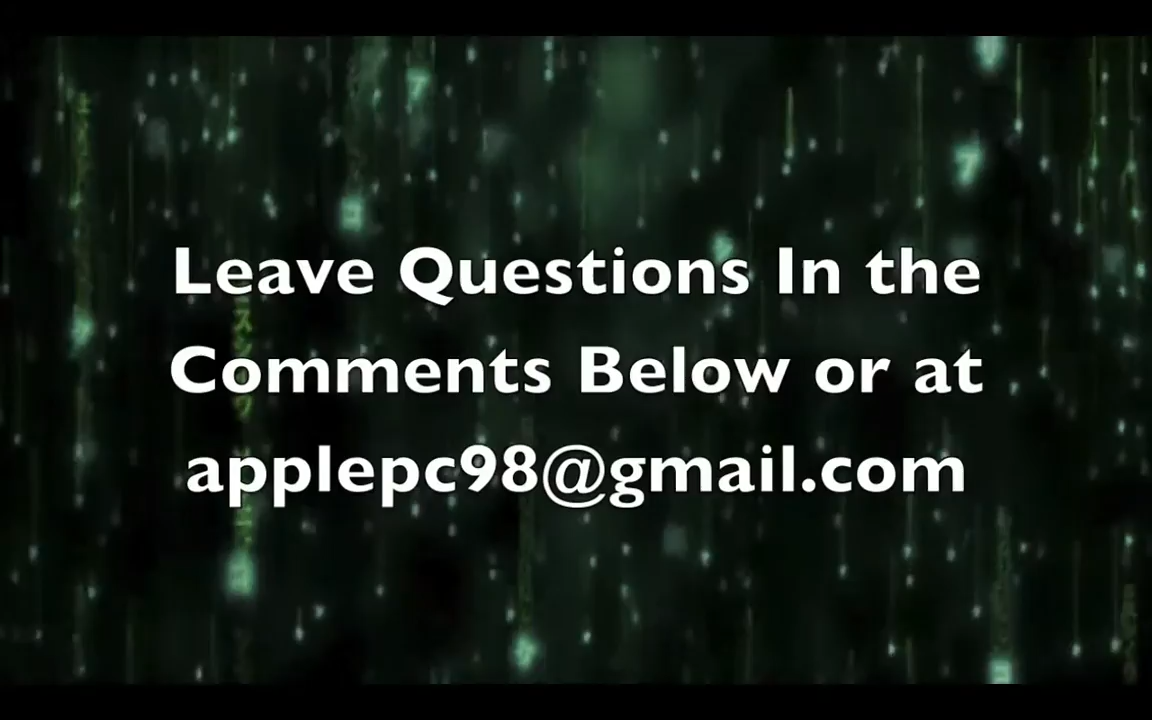 Leave Questions In the
Comments Below or at
applepc98@gmail.com